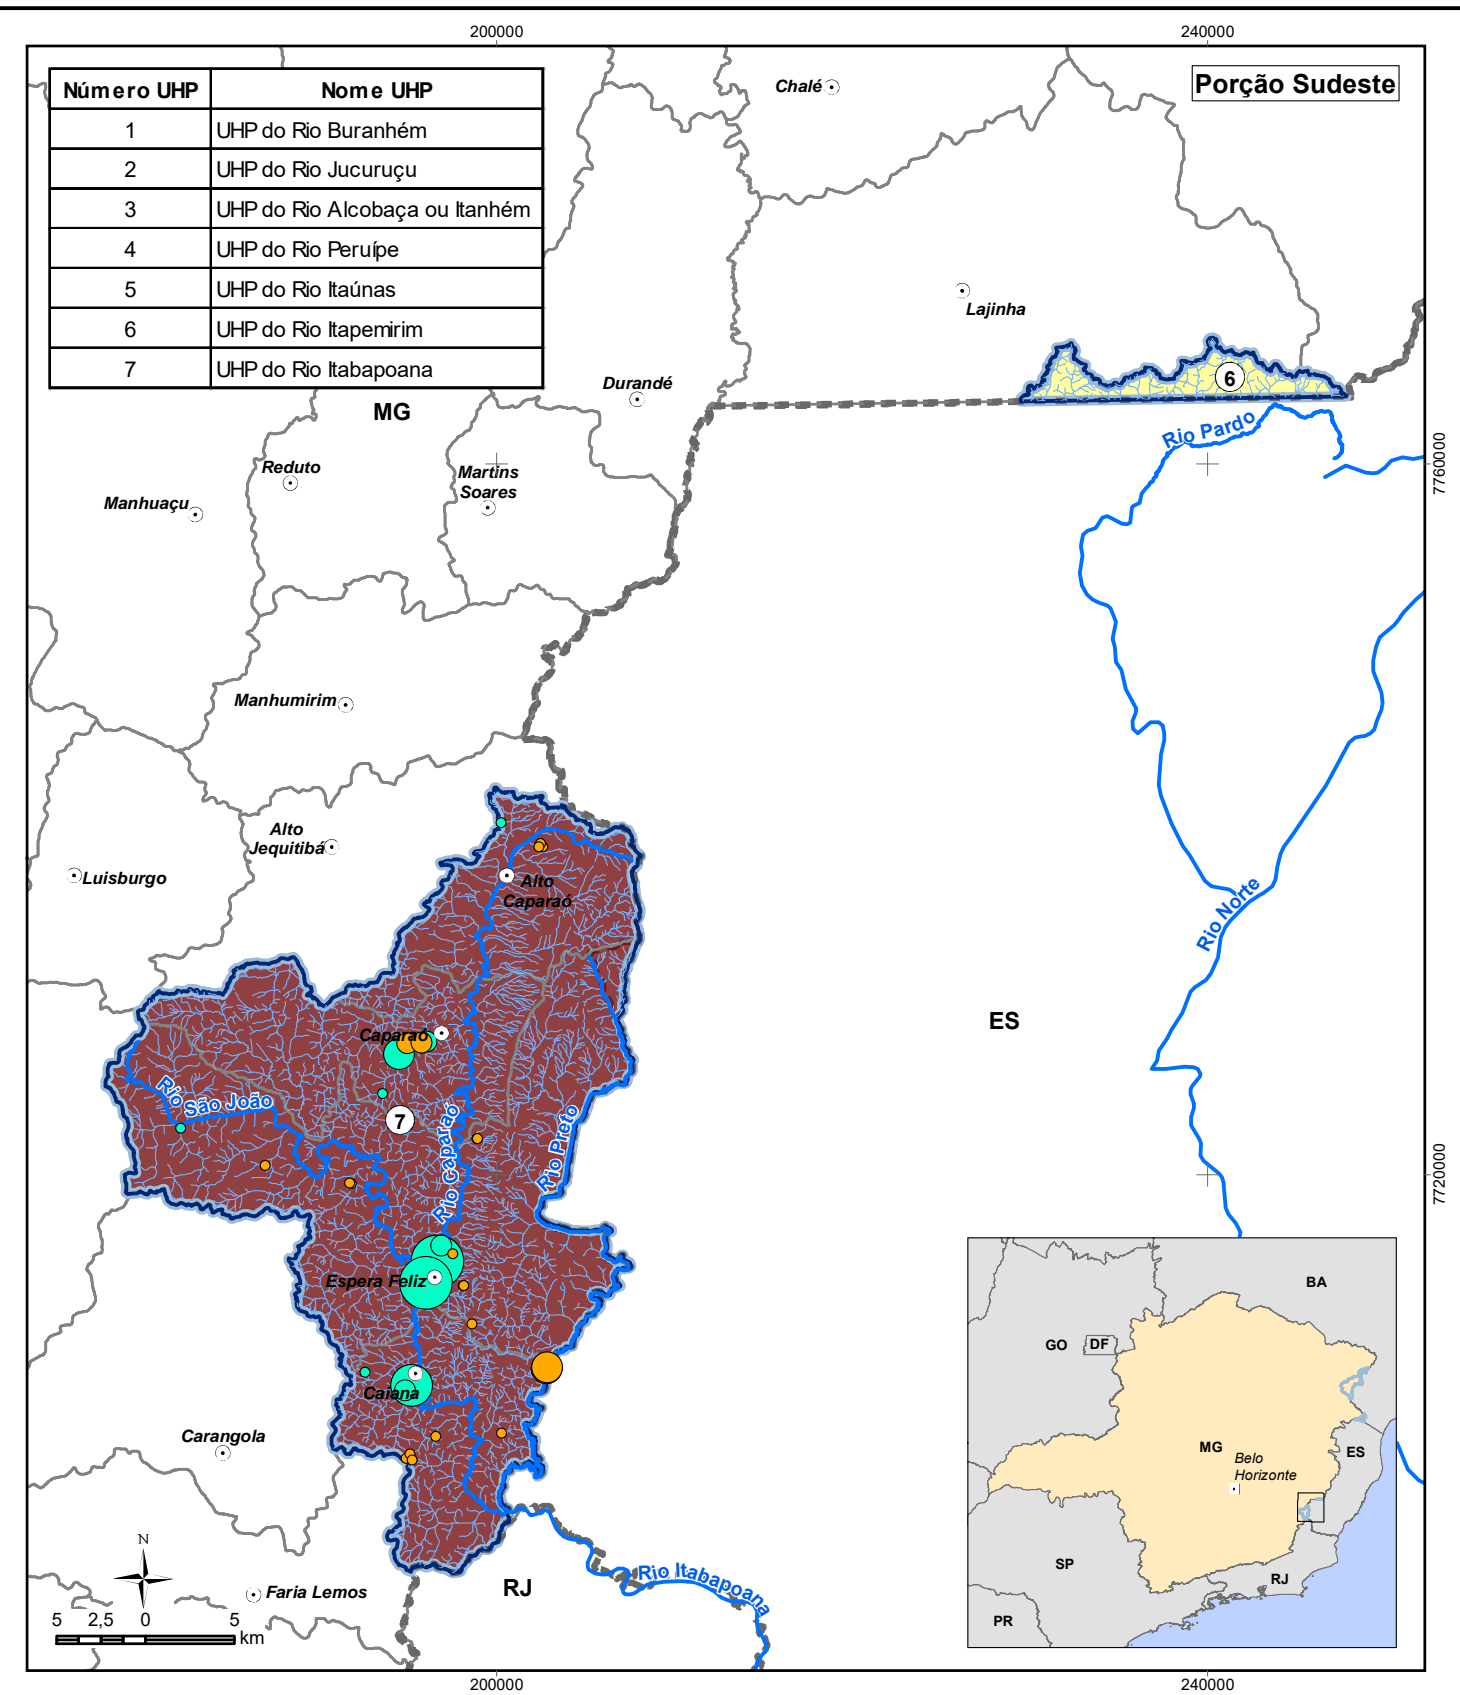 200000
240000
Número UHP
Nome UHP
1
UHP do Rio Buranhém
2
UHP do Rio Jucuruçu
3
UHP do Rio Alcobaça ou Itanhém
4
UHP do Rio Peruípe
5
UHP do Rio Itaúnas
6
UHP do Rio Itapemirim
7
UHP do Rio Itabapoana
Porção Sudeste
Chalé
Lajinha
Durandé
MG
6
Rio Pardo
Reduto
Martins
Soares
Manhuaçu
7760000
Manhumirim
Alto
Jequitibá
Luisburgo
Alto
Caparaó
Rio Norte
ES
Caparaó
Rio São João
7
Rio Caparaó
Rio Preto
7720000
Espera Feliz
Caiana
Carangola
N
Faria Lemos
5
2,5
0
5
km
RJ
Rio Itabapoana
BA
GO
DF
MG
Belo
Horizonte
ES
SP
RJ
PR
200000
240000